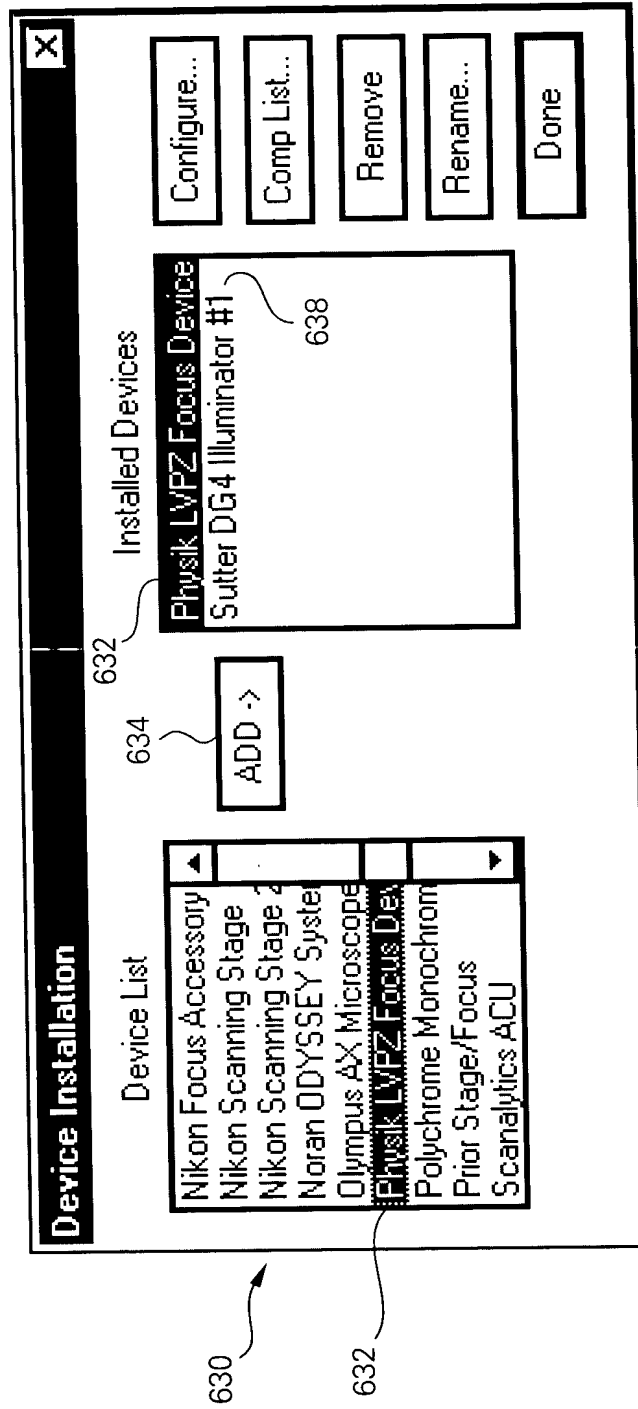 Device Installation
X
Device List
Nikon Focus Accessory
Nikon Scanning Stage
Nikon Scanning Stage 2
Noran ODYSSEY System
Olympus AX Microscope
Physik LVPZ Focus Dev
Polychrome Monochrom
Prior Stage/Focus
Scanalytics ACU
634
ADD ->
632
Installed Devices
Physik LVPZ Focus Device
Sutter DG4 Illuminator #1
638
Configure...
Comp List...
Remove
Rename...
Done
630
632